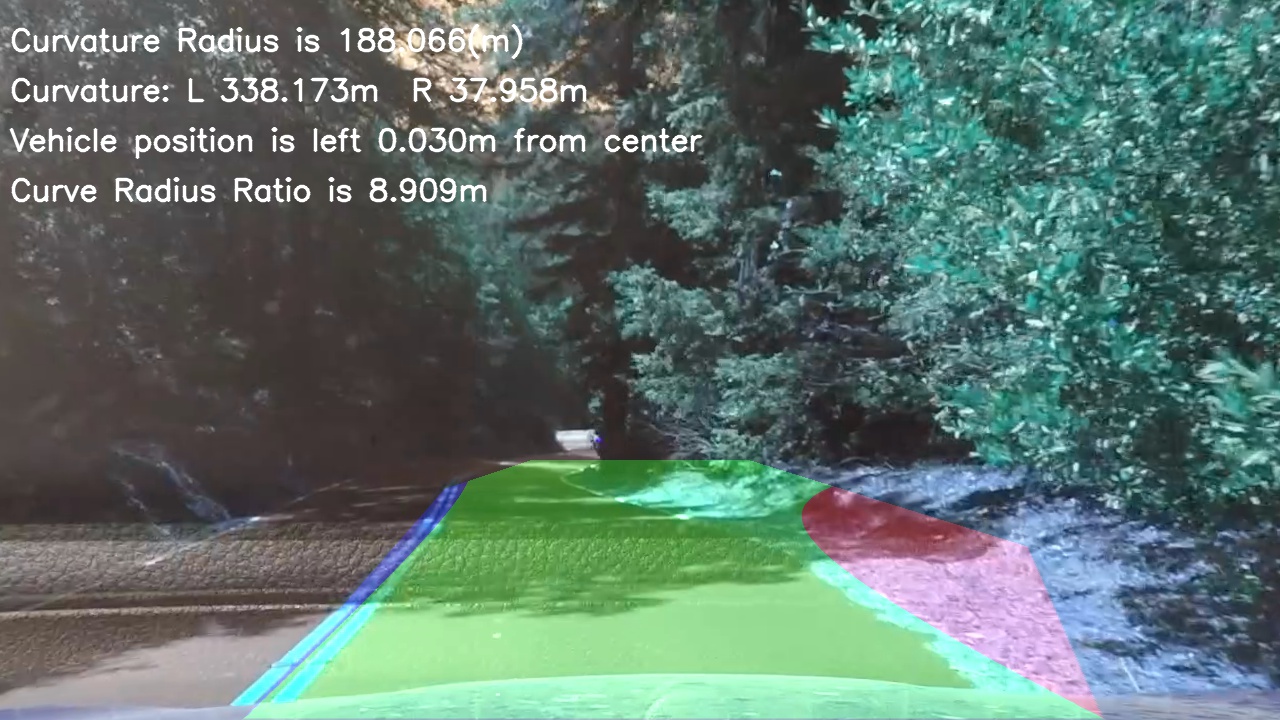 Curvature Radius is 188.066(m)
Curvature: L 338.173m R 37.958m
Vehicle position is left 0.030m from center
Curve Radius Ratio is 8.909m